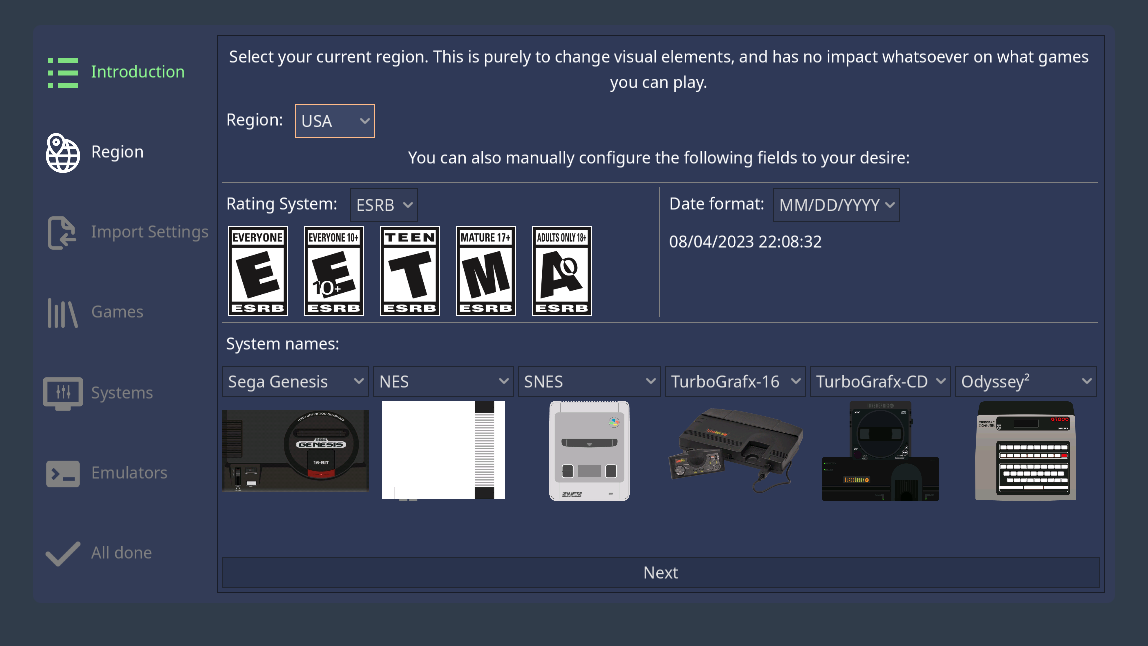 Introduction
Region
Import Settings
Games
Systems
Emulators
All done
Select your current region. This is purely to change visual elements, and has no impact whatsoever on what games
you can play.
Region: USA
You can also manually configure the following fields to your desire:
Rating System: ESRB
EVERYONE E ESRB
EVERYONE 10+ E 10+ ESRB
TEEN T ESRB
MATURE 17+ M ESRB
ADULTS ONLY 18+ AO ESRB
Date format: MM/DD/YYYY
08/04/2023 22:08:32
System names:
Sega Genesis
NES
SNES
TurboGrafx-16
TurboGrafx-CD
Odyssey²
GENESIS
16-BIT
Next